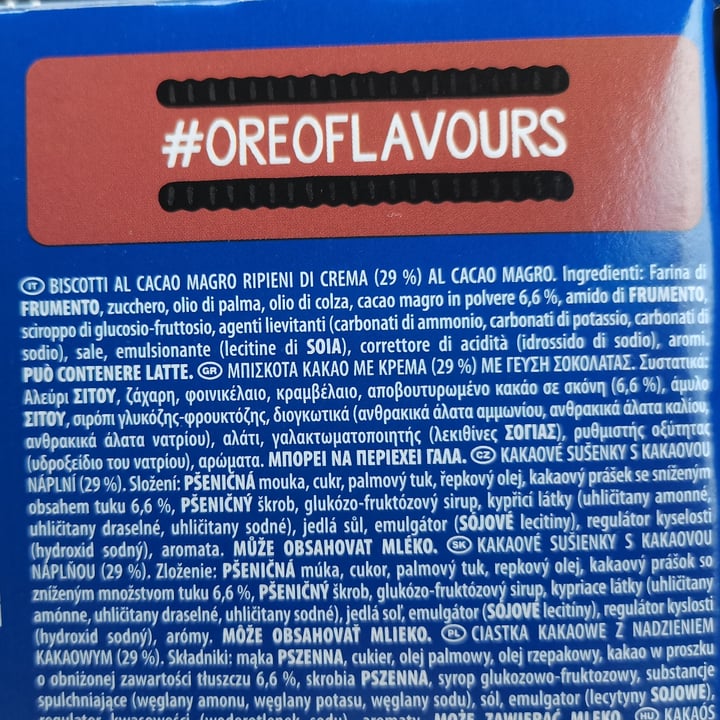 #OREOFLAVOURS
IT BISCOTTI AL CACAO MAGRO RIPIENI DI CREMA (29 %) AL CACAO MAGRO. Ingredienti: Farina di
FRUMENTO, zucchero, olio di palma, olio di colza, cacao magro in polvere 6,6 %, amido di FRUMENTO,
sciroppo di glucosio-fruttosio, agenti lievitanti (carbonati di ammonio, carbonati di potassio, carbonati di
sodio), sale, emulsionante (lecitine di SOIA), correttore di acidità (idrossido di sodio), aromi.
PUÒ CONTENERE LATTE. GR ΜΠΙΣΚΟΤΑ ΚΑΚΑΟ ΜΕ ΚΡΕΜΑ (29 %) ΜΕ ΓΕΥΣΗ ΣΟΚΟΛΑΤΑΣ. Συστατικά:
Αλεύρι ΣΙΤΟΥ, ζάχαρη, φοινικέλαιο, κραμβέλαιο, αποβουτυρωμένο κακάο σε σκόνη (6,6 %), άμυλο
ΣΙΤΟΥ, σιρόπι γλυκόζης-φρουκτόζης, διογκωτικά (ανθρακικά άλατα αμμωνίου, ανθρακικά άλατα καλίου,
ανθρακικά άλατα νατρίου), αλάτι, γαλακτωματοποιητής (λεκιθίνες ΣΟΓΙΑΣ), ρυθμιστής οξύτητας
(υδροξείδιο του νατρίου), αρώματα. ΜΠΟΡΕΙ ΝΑ ΠΕΡΙΕΧΕΙ ΓΑΛΑ. CZ KAKAOVÉ SUŠENKY S KAKAOVOU
NÁPLNÍ (29 %). Složení: PŠENIČNÁ mouka, cukr, palmový tuk, řepkový olej, kakaový prášek se sníženým
obsahem tuku 6,6 %, PŠENIČNÝ škrob, glukózo-fruktózový sirup, kypřicí látky (uhličitany amonné,
uhličitany draselné, uhličitany sodné), jedlá sůl, emulgátor (SÓJOVÉ lecitiny), regulátor kyselosti
(hydroxid sodný), aromata. MŮŽE OBSAHOVAT MLÉKO. SK KAKAOVÉ SUŠIENKY S KAKAOVOU
NÁPLŇOU (29 %). Zloženie: PŠENIČNÁ múka, cukor, palmový tuk, repkový olej, kakaový prášok so
zníženým množstvom tuku 6,6 %, PŠENIČNÝ škrob, glukózo-fruktózový sirup, kypriace látky (uhličitany
amónne, uhličitany draselné, uhličitany sodné), jedlá soľ, emulgátor (SÓJOVÉ lecitíny), regulátor kyslosti
(hydroxid sodný), arómy. MÔŽE OBSAHOVAŤ MLIEKO. PL CIASTKA KAKAOWE Z NADZIENIEM
KAKAOWYM (29 %). Składniki: mąka PSZENNA, cukier, olej palmowy, olej rzepakowy, kakao w proszku
o obniżonej zawartości tłuszczu 6,6 %, skrobia PSZENNA, syrop glukozowo-fruktozowy, substancje
spulchniające (węglany amonu, węglany potasu, węglany sodu), sól, emulgator (lecytyny SOJOWE),
regulator kwasowości (wodorotlenek sodu), aromaty. MOŻE ZAWIERAĆ MLEKO. RU KAKAÓS